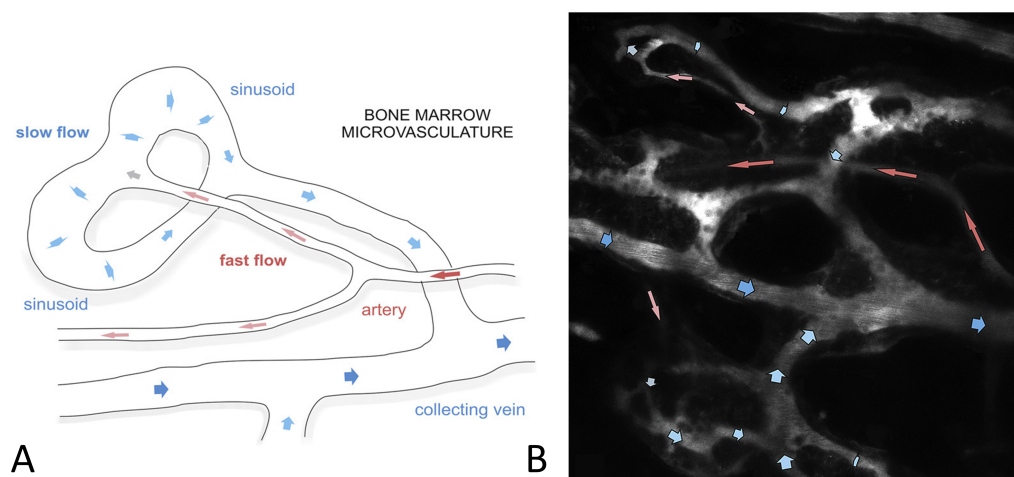 sinusoid
BONE MARROW
MICROVASCULATURE
slow flow
fast flow
sinusoid
artery
collecting vein
A
B